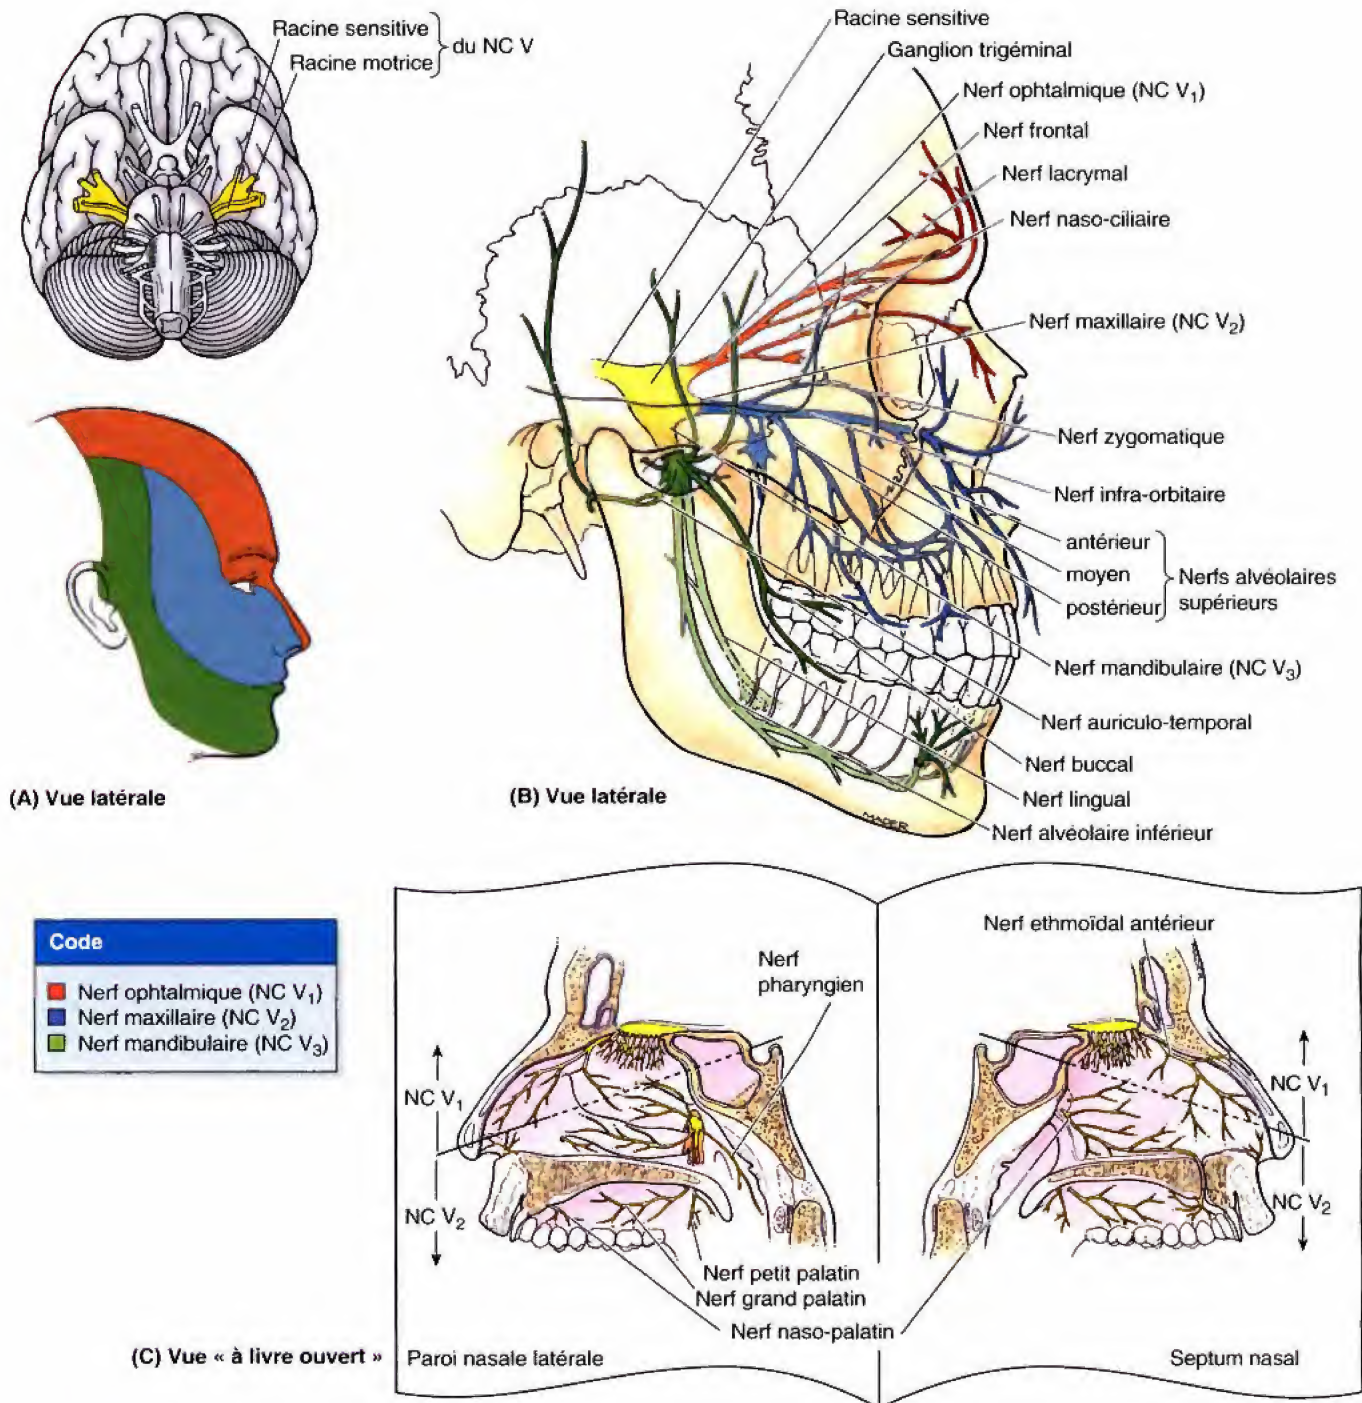 Racine sensitive
Racine motrice
du NC V
(A) Vue latérale
Racine sensitive
Ganglion trigéminal
Nerf ophtalmique (NC V₁)
Nerf frontal
Nerf lacrymal
Nerf naso-ciliaire
Nerf maxillaire (NC V₂)
Nerf zygomatique
Nerf infra-orbitaire
antérieur
moyen
postérieur
Nerfs alvéolaires
supérieurs
Nerf mandibulaire (NC V₃)
Nerf auriculo-temporal
Nerf buccal
Nerf lingual
Nerf alvéolaire inférieur
MADER
(B) Vue latérale
Code
Nerf ophtalmique (NC V₁)
Nerf maxillaire (NC V₂)
Nerf mandibulaire (NC V₃)
Nerf
pharyngien
NC V₁
NC V₂
Nerf ethmoïdal antérieur
NC V₁
NC V₂
Nerf petit palatin
Nerf grand palatin
Nerf naso-palatin
(C) Vue « à livre ouvert »
Paroi nasale latérale
Septum nasal